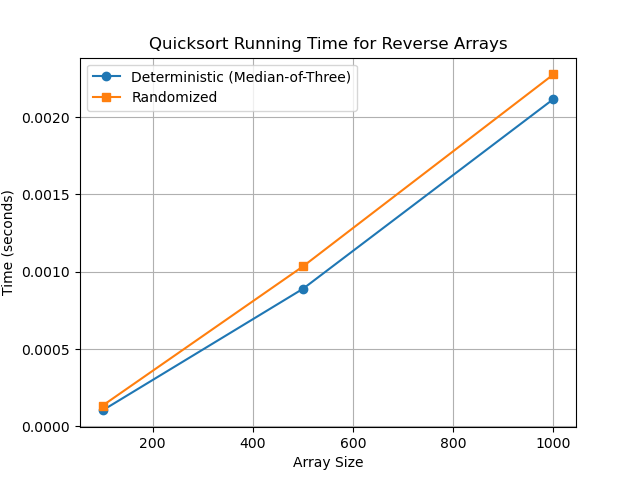 Quicksort Running Time for Reverse Arrays
Deterministic (Median-of-Three)
Randomized
Time (seconds)
0.0020
0.0015
0.0010
0.0005
0.0000
200
400
600
800
1000
Array Size